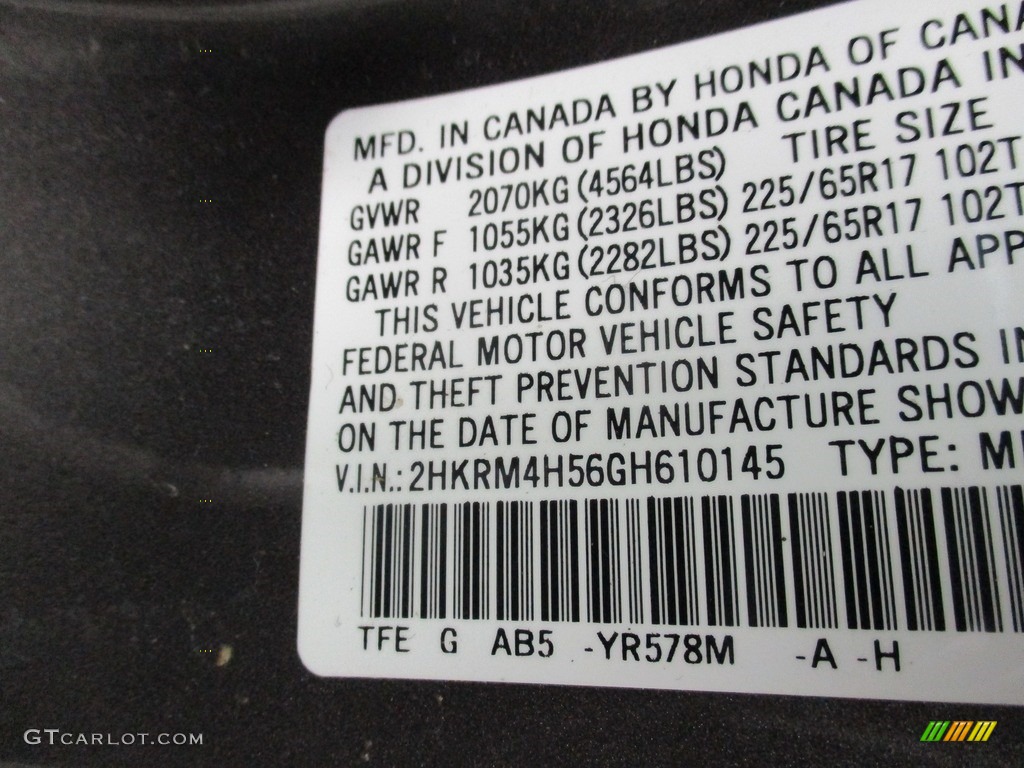 MFD. IN CANADA BY HONDA OF CANA
A DIVISION OF HONDA CANADA IN
TIRE SIZE
GVWR 2070KG (4564LBS)
GAWR F 1055KG (2326LBS) 225/65R17 102T
GAWR R 1035KG (2282LBS) 225/65R17 102T
THIS VEHICLE CONFORMS TO ALL APP
FEDERAL MOTOR VEHICLE SAFETY
AND THEFT PREVENTION STANDARDS IN
ON THE DATE OF MANUFACTURE SHOW
V.I.N.: 2HKRM4H56GH610145 TYPE: M
TFE G AB5 -YR578M -A -H
GTCARLOT.COM